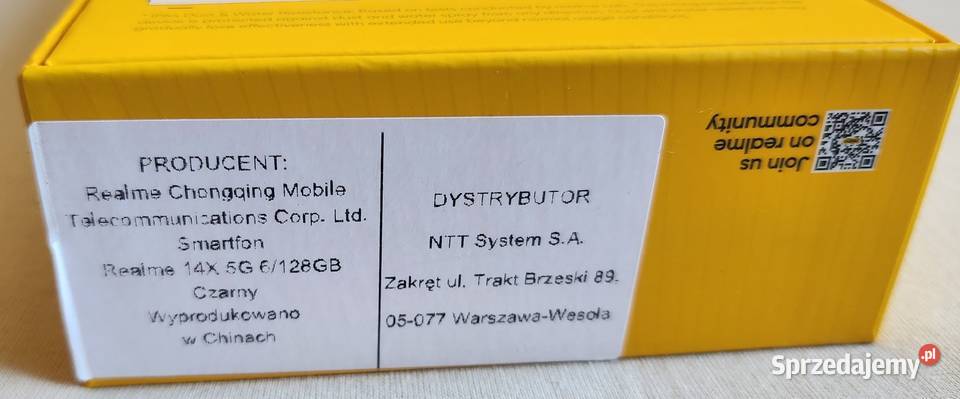 PRODUCENT:
Realme Chongqing Mobile
Telecommunications Corp. Ltd.
Smartfon
Realme 14X 5G 6/128GB
Czarny
Wyprodukowano
w Chinach
DYSTRYBUTOR
NTT System S.A.
Zakręt ul. Trakt Brzeski 89,
05-077 Warszawa-Wesoła
Join us
on realme
community
Sprzedajemy.pl